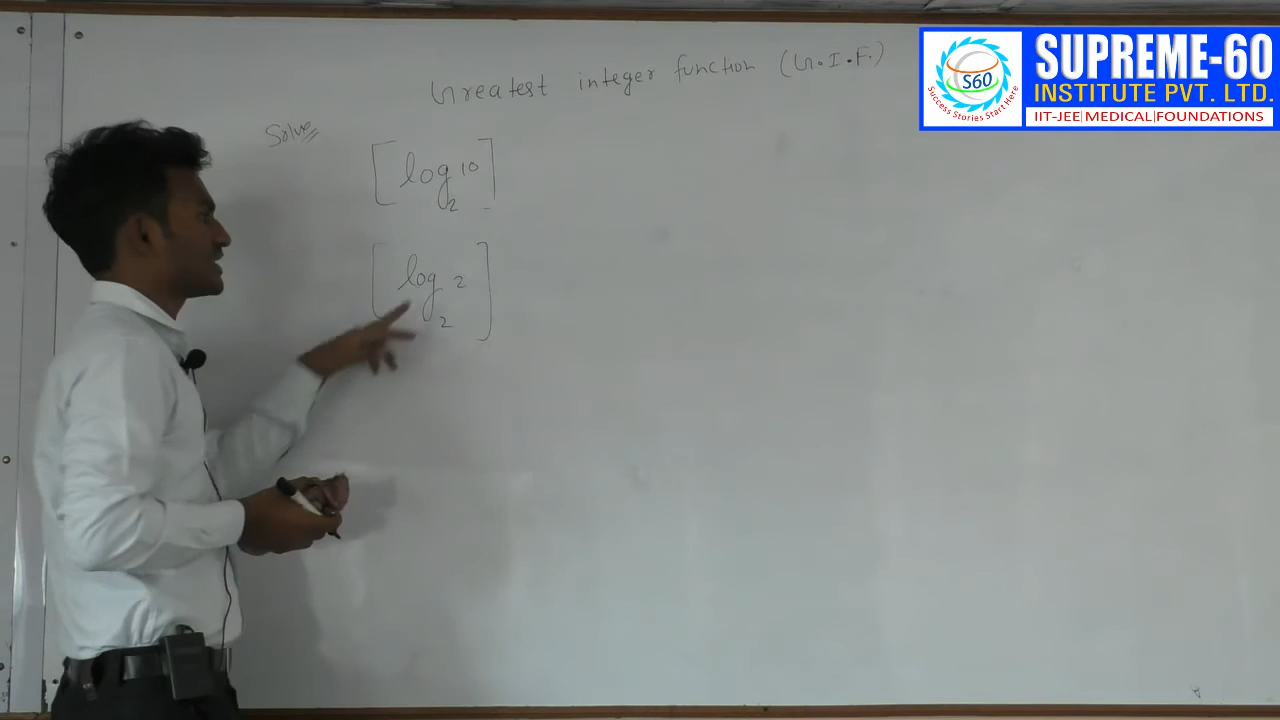 Greatest integer function (G.I.F.)
Solve
[log₂ 10]
[log₂ 2]
SUPREME-60
INSTITUTE PVT. LTD.
IIT-JEE|MEDICAL|FOUNDATIONS
S60
Success Stories Start Here